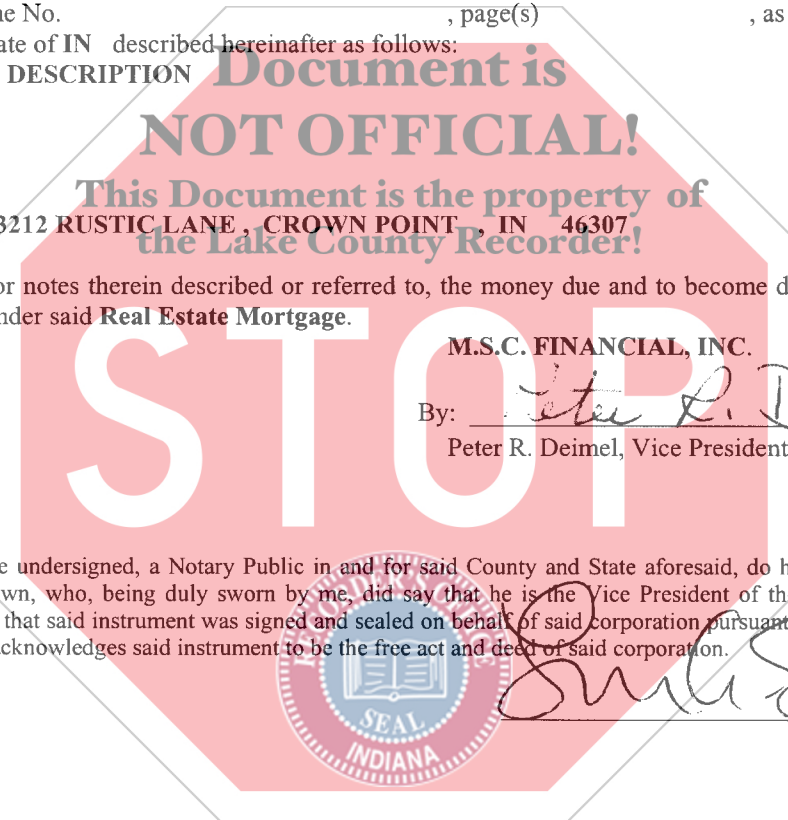 ne No. , page(s) , as
ate of IN described hereinafter as follows:
DESCRIPTION
Document is
NOT OFFICIAL!
This Document is the property of
3212 RUSTIC LANE , CROWN POINT , IN 46307
the Lake County Recorder!
or notes therein described or referred to, the money due and to become d
nder said Real Estate Mortgage.
STOP
M.S.C. FINANCIAL, INC.
By: Peter R. D
Peter R. Deimel, Vice President
e undersigned, a Notary Public in and for said County and State aforesaid, do h
wn, who, being duly sworn by me, did say that he is the Vice President of th
that said instrument was signed and sealed on behalf of said corporation pursuant
cknowledges said instrument to be the free act and deed of said corporation.
RECORDER'S OFFICE
SEAL
INDIANA